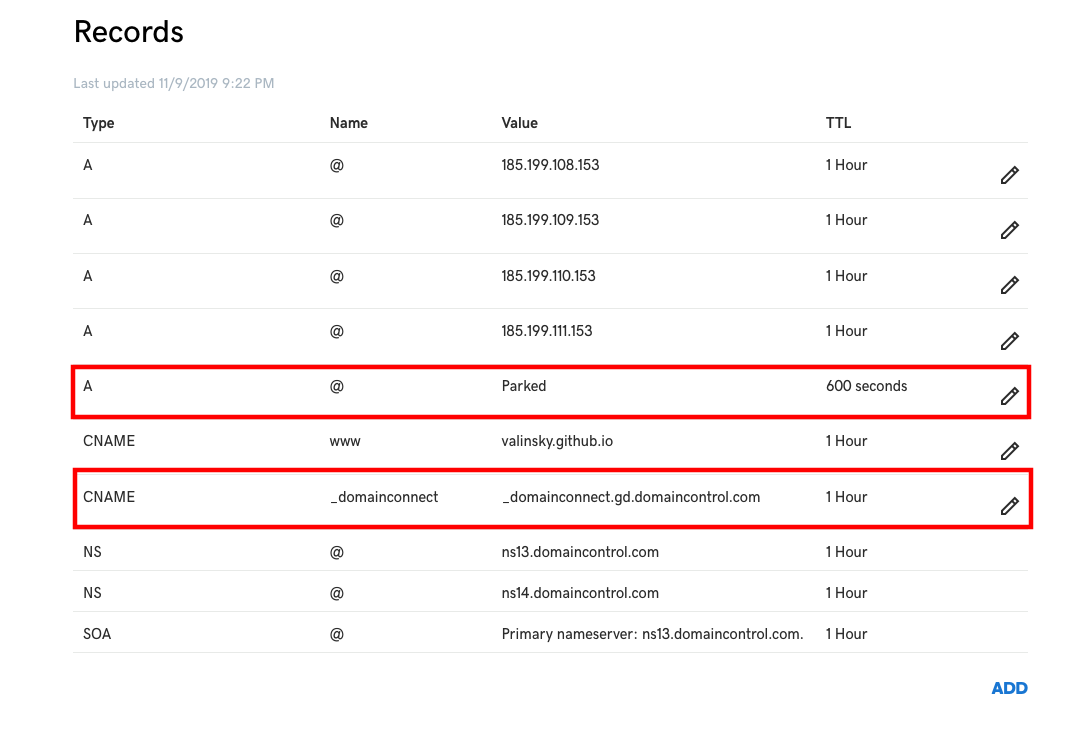 Records
Last updated 11/9/2019 9:22 PM
Type Name Value TTL
A @ 185.199.108.153 1 Hour
A @ 185.199.109.153 1 Hour
A @ 185.199.110.153 1 Hour
A @ 185.199.111.153 1 Hour
A @ Parked 600 seconds
CNAME www valinsky.github.io 1 Hour
CNAME _domainconnect _domainconnect.gd.domaincontrol.com 1 Hour
NS @ ns13.domaincontrol.com 1 Hour
NS @ ns14.domaincontrol.com 1 Hour
SOA @ Primary nameserver: ns13.domaincontrol.com. 1 Hour
ADD